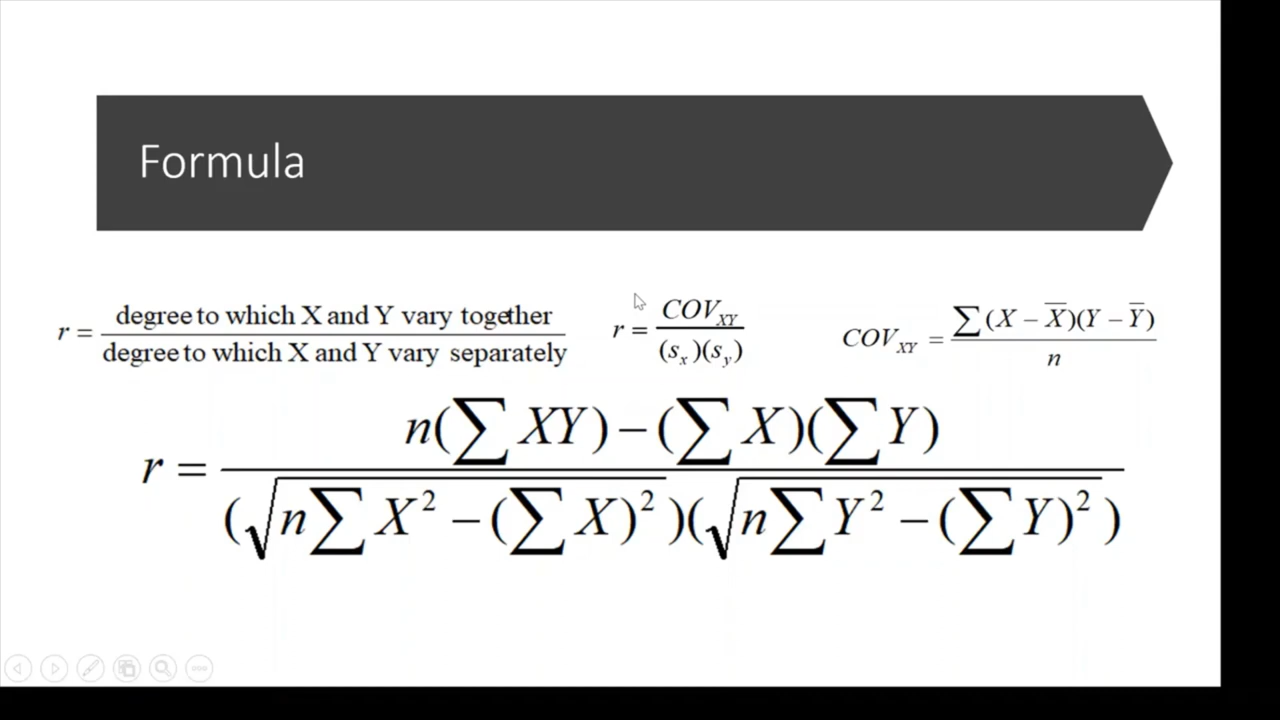 Formula
r = degree to which X and Y vary together / degree to which X and Y vary separately
r = COV_XY / (s_x)(s_y)
COV_XY = ∑(X − X̅)(Y − Y̅) / n
r = n(∑XY) − (∑X)(∑Y) / (√n∑X² − (∑X)²)(√n∑Y² − (∑Y)²)